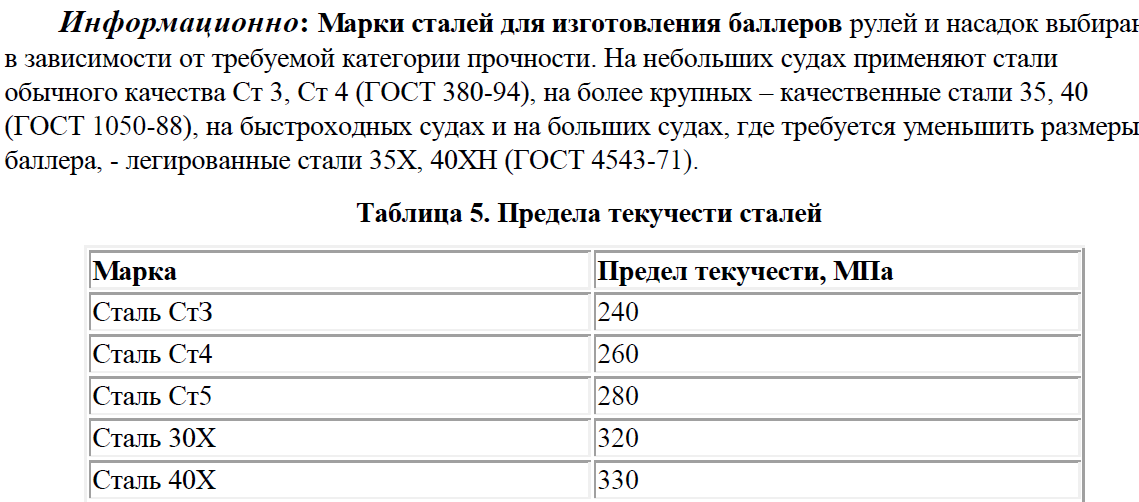 Информационно: Марки сталей для изготовления баллеров рулей и насадок выбиран
в зависимости от требуемой категории прочности. На небольших судах применяют стали
обычного качества Ст 3, Ст 4 (ГОСТ 380-94), на более крупных – качественные стали 35, 40
(ГОСТ 1050-88), на быстроходных судах и на больших судах, где требуется уменьшить размеры
баллера, - легированные стали 35Х, 40ХН (ГОСТ 4543-71).
Таблица 5. Предела текучести сталей
Марка Предел текучести, МПа
Сталь Ст3 240
Сталь Ст4 260
Сталь Ст5 280
Сталь 30Х 320
Сталь 40Х 330